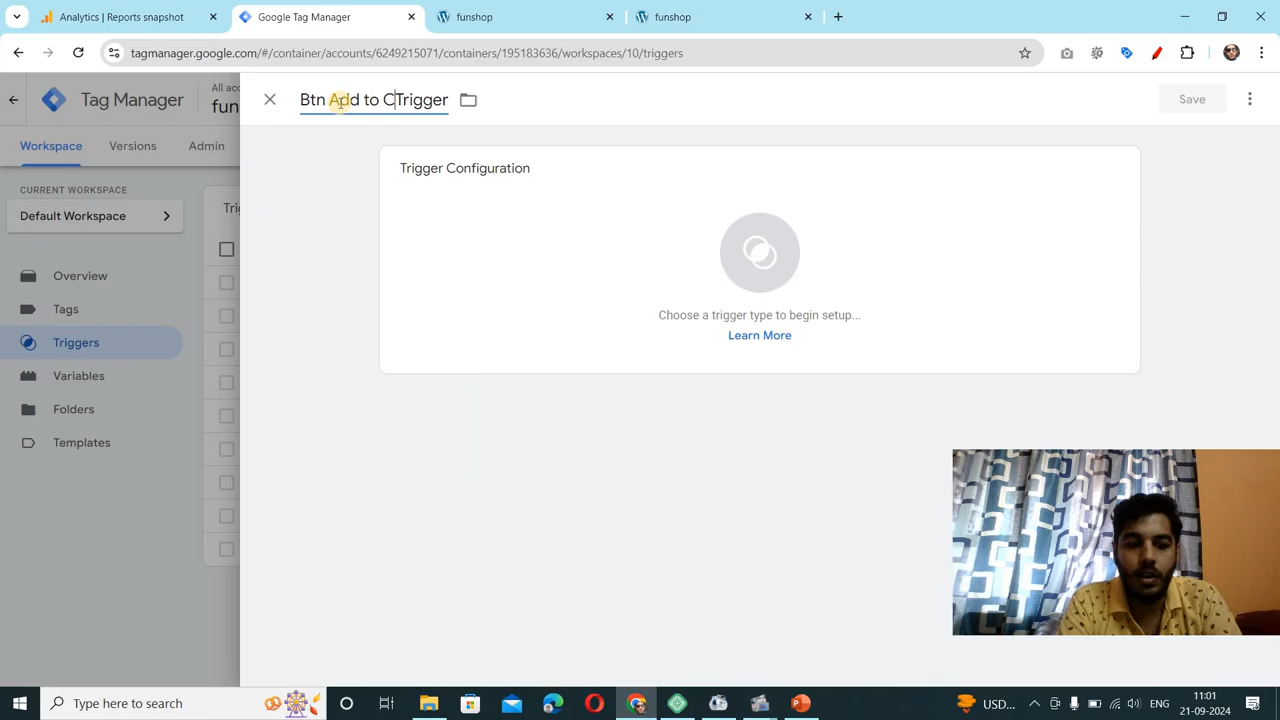 Analytics | Reports snapshot
Google Tag Manager
funshop
funshop
tagmanager.google.com/#/container/accounts/6249215071/containers/195183636/workspaces/10/triggers
Tag Manager
All acco
fun
Btn Add to CTrigger
Save
Workspace
Versions
Admin
CURRENT WORKSPACE
Default Workspace
Overview
Tags
Triggers
Variables
Folders
Templates
Trig
Trigger Configuration
Choose a trigger type to begin setup...
Learn More
Type here to search
USD...
ENG
11:01
21-09-2024